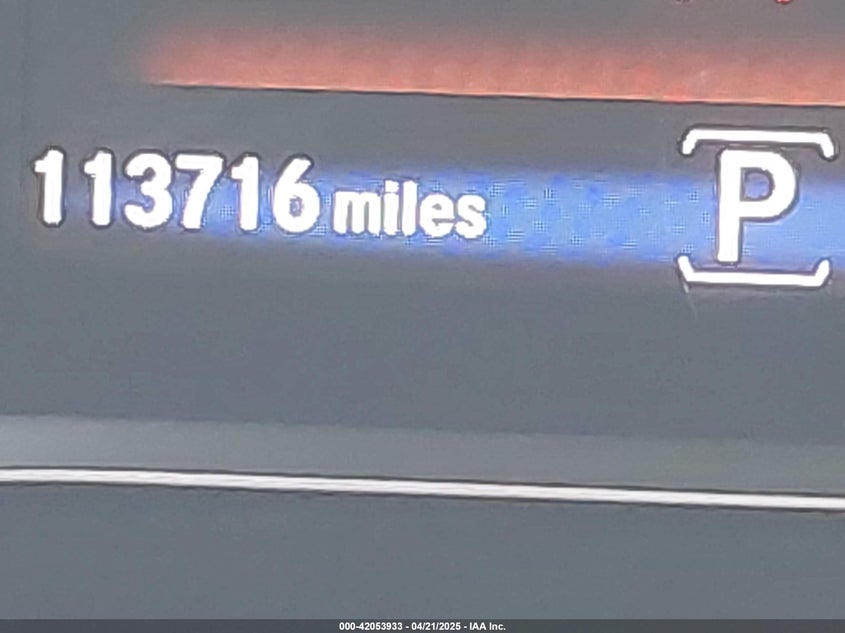 113716 miles P
000-42053933 - 04/21/2025 - IAA Inc.